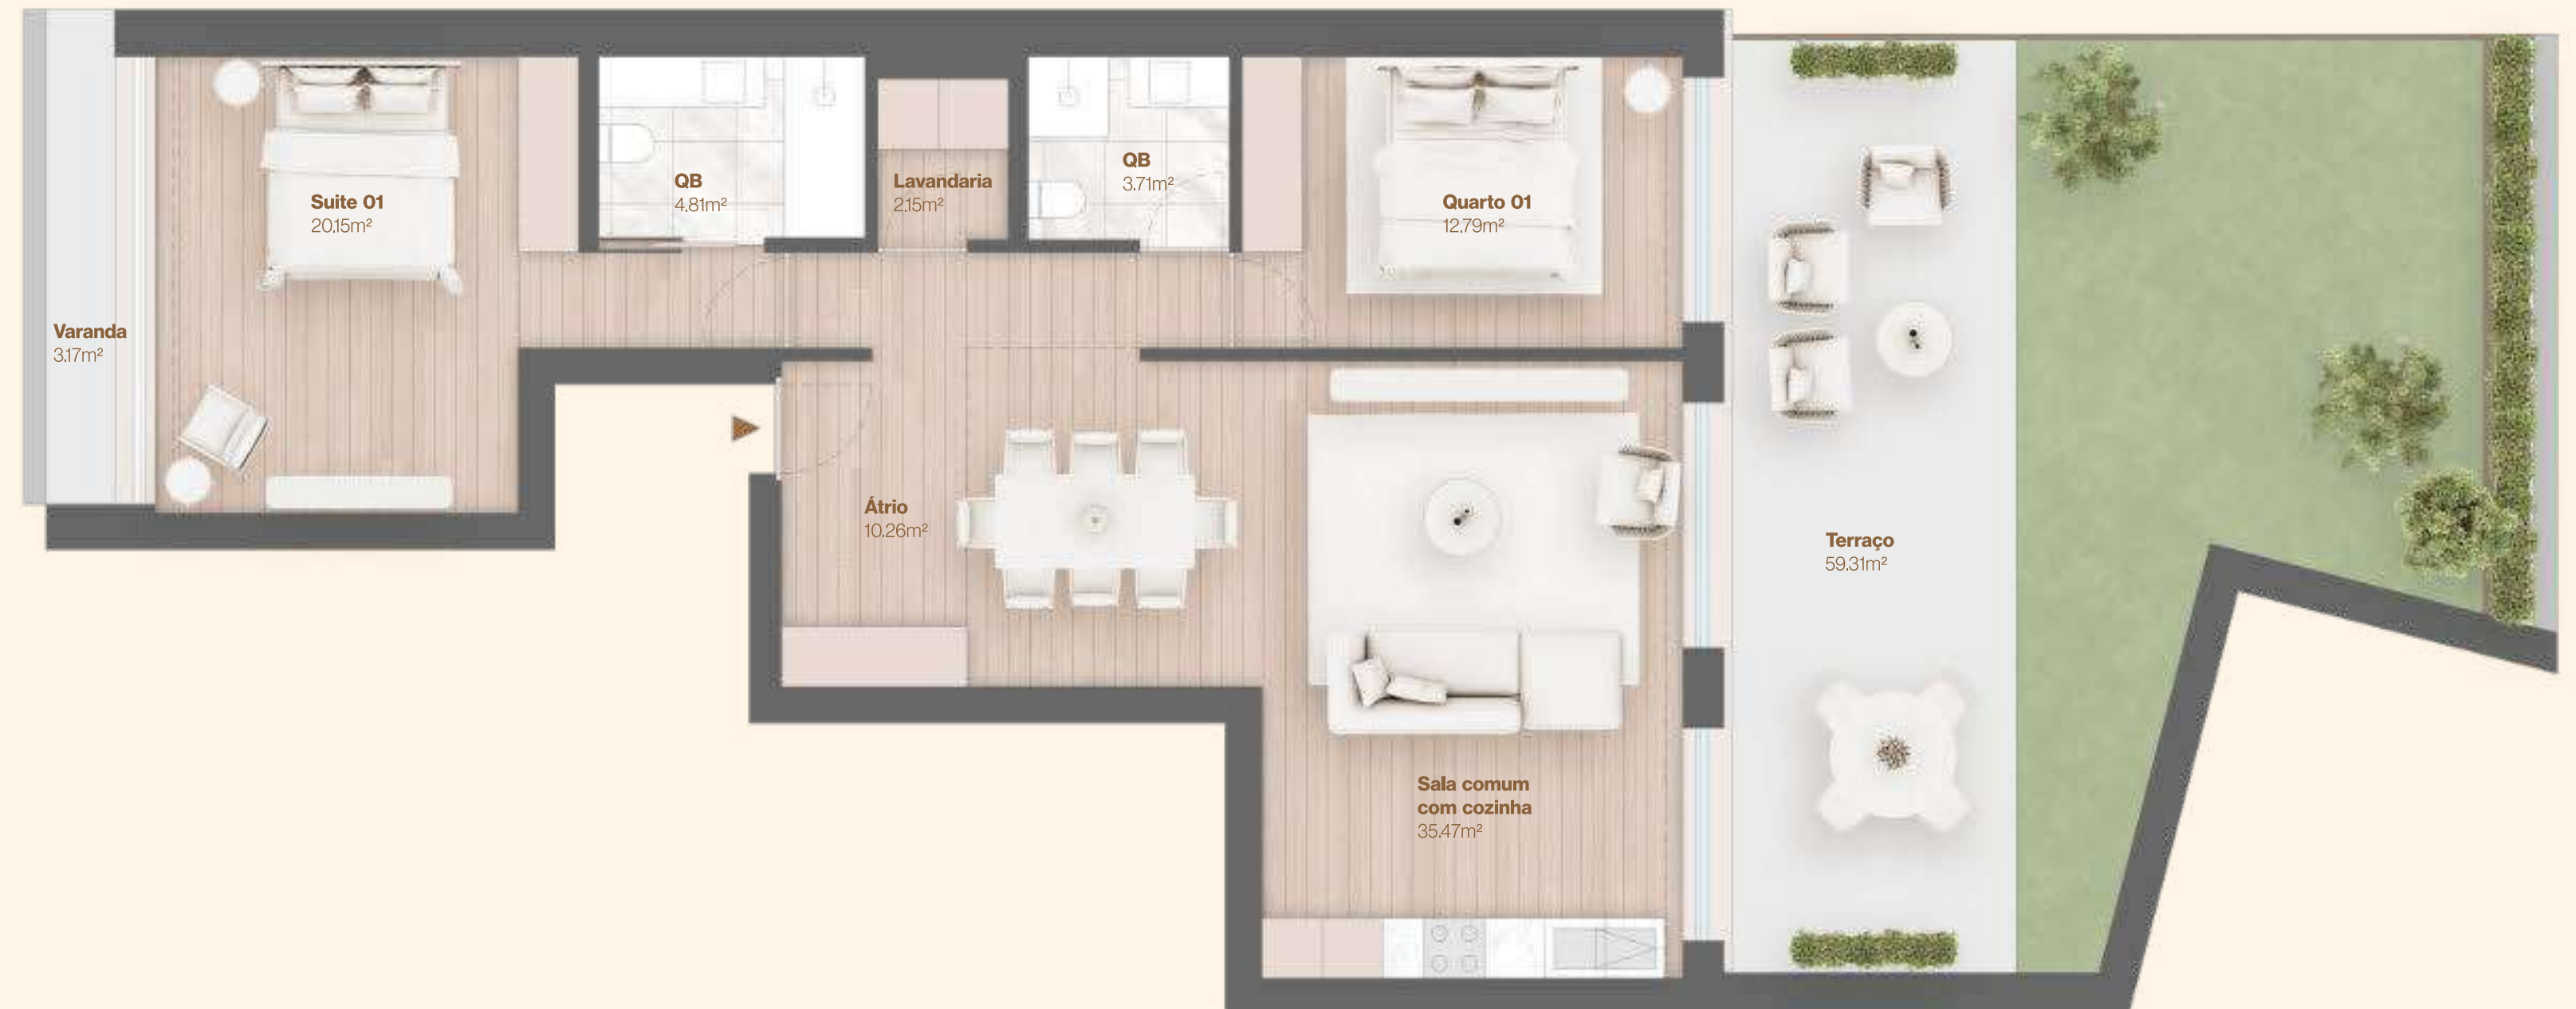 Varanda
3.17m²
Suite 01
20.15m²
QB
4.81m²
Lavandaria
2.15m²
QB
3.71m²
Quarto 01
12.79m²
Átrio
10.26m²
Sala comum
com cozinha
35.47m²
Terraço
59.31m²